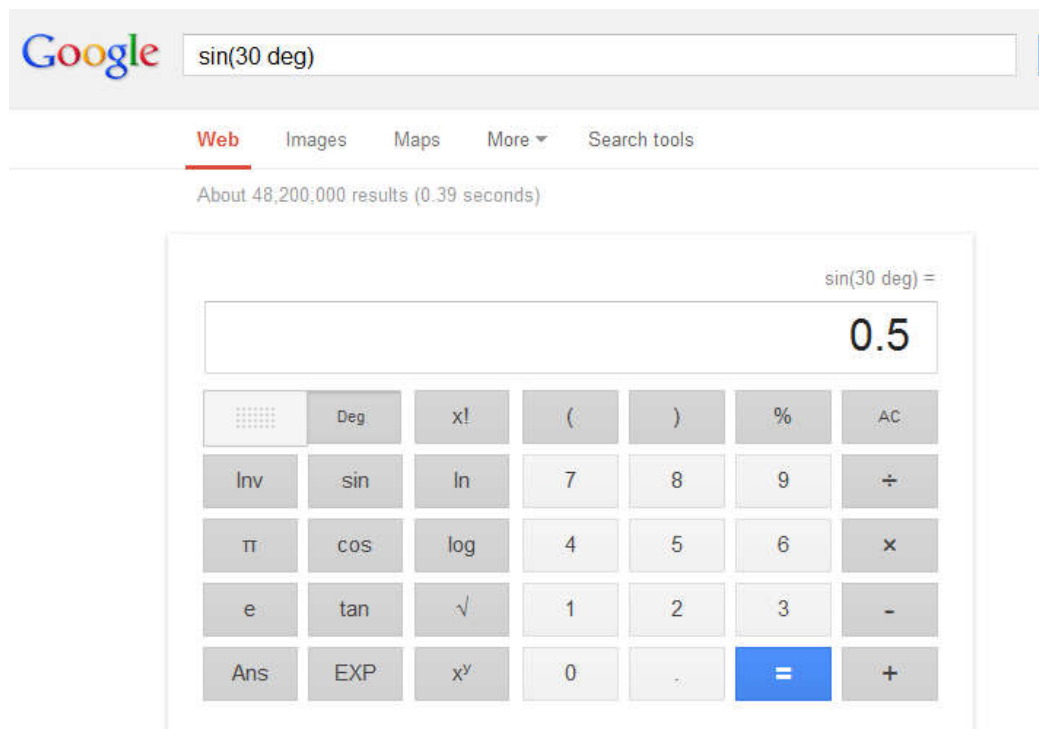 Google sin(30 deg)
Web Images Maps More Search tools
About 48,200,000 results (0.39 seconds)
sin(30 deg) =
0.5
Deg x! ( ) % AC
Inv sin ln 7 8 9 ÷
π cos log 4 5 6 ×
e tan √ 1 2 3 -
Ans EXP xʸ 0 . = +